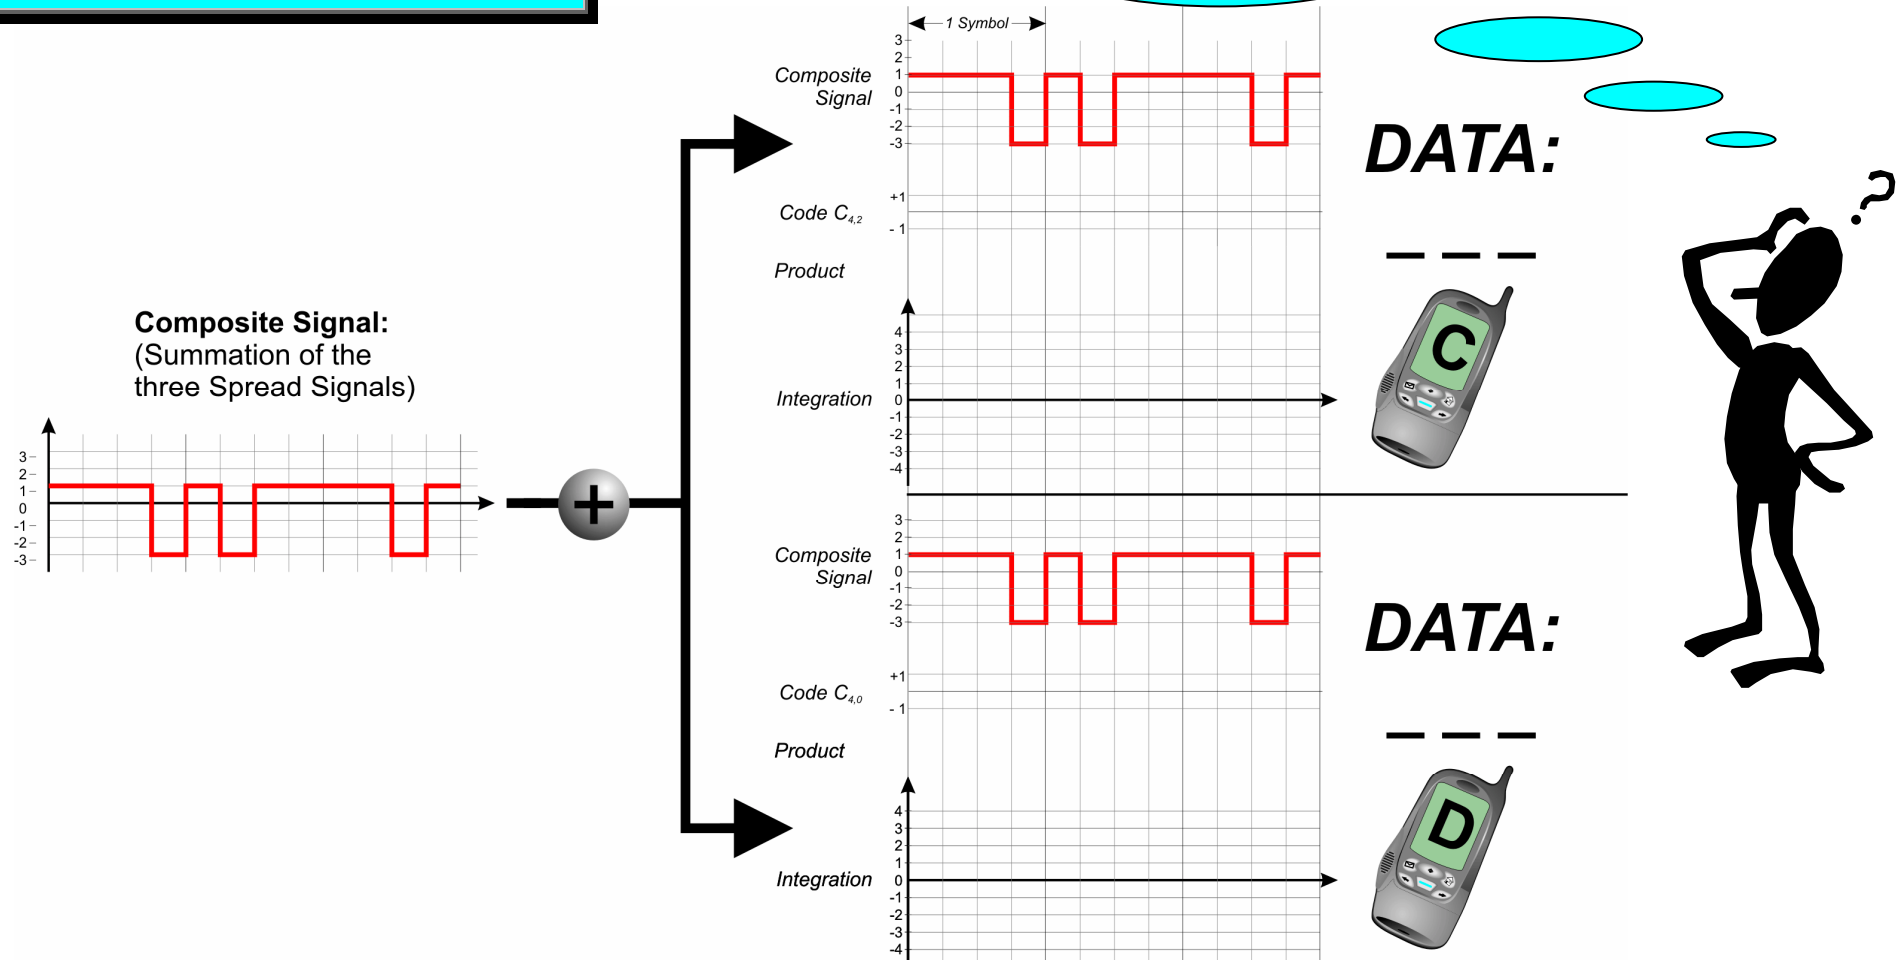 1 Symbol
3
2
1
0
-1
-2
-3
Composite
Signal
DATA:
+1
Code C4,2
- 1
Product
4
3
2
1
0
-1
-2
-3
-4
Integration
C
?
Composite Signal:
(Summation of the
three Spread Signals)
3
2
1
0
-1
-2
-3
+
3
2
1
0
-1
-2
-3
Composite
Signal
DATA:
+1
Code C4,0
- 1
Product
4
3
2
1
0
-1
-2
-3
-4
Integration
D